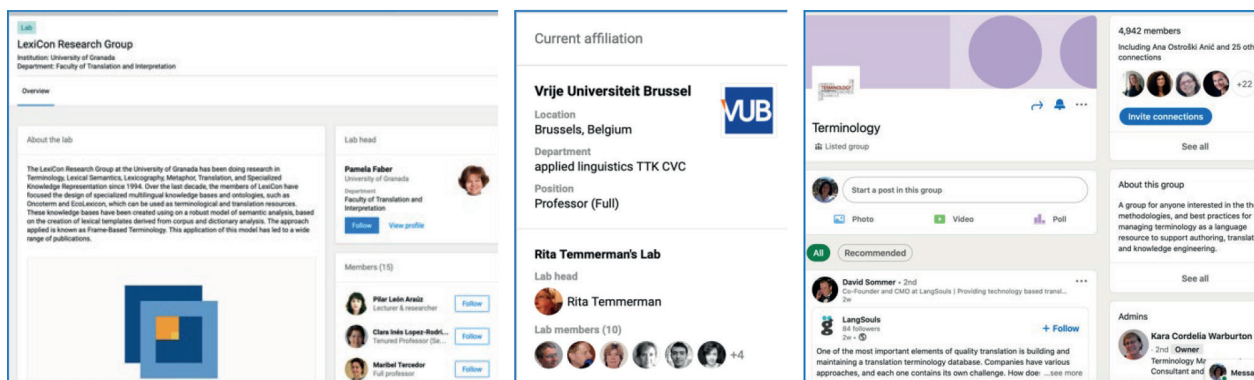 Lab
LexiCon Research Group
Institution: University of Granada
Department: Faculty of Translation and Interpretation
Overview
About the lab
The LexiCon Research Group at the University of Granada has been doing research in
Terminology, Lexical Semantics, Lexicography, Metaphor, Translation, and Specialized
Knowledge Representation since 1994. Over the last decade, the members of LexiCon have
focused the design of specialized multilingual knowledge bases and ontologies, such as
Oncoterm and EcoLexicon, which can be used as terminological and translation resources.
These knowledge bases have been created using on a robust model of semantic analysis, based
on the creation of lexical templates derived from corpus and dictionary analysis. The approach
applied is known as Frame-Based Terminology. This application of this model has led to a wide
range of publications.
Lab head
Pamela Faber
University of Granada
Department
Faculty of Translation and
Interpretation
Follow View profile
Members (15)
Pilar León Araúz
Lecturer & researcher
Follow
Clara Inés Lopez-Rodri...
Tenured Professor (Se...
Follow
Maribel Tercedor
Full professor
Follow
Current affiliation
Vrije Universiteit Brussel
VUB
Location
Brussels, Belgium
Department
applied linguistics TTK CVC
Position
Professor (Full)
Rita Temmerman's Lab
Lab head
Rita Temmerman
Lab members (10)
+4
TERMINOLOGY
Terminology
Listed group
Start a post in this group
Photo Video Poll
All Recommended
David Sommer • 2nd
Co-Founder and CMO at LangSouls | Providing technology based transl...
2w
LangSouls
84 followers
2w •
+ Follow
One of the most important elements of quality translation is building and
maintaining a translation terminology database. Companies have various
approaches, and each one contains its own challenge. How doe ...see more
4,942 members
Including Ana Ostroški Anić and 25 oth
connections
+22
Invite connections
See all
About this group
A group for anyone interested in the the
methodologies, and best practices for
managing terminology as a language
resource to support authoring, translat
and knowledge engineering.
See all
Admins
Kara Cordelia Warburton
• 2nd Owner
Terminology Ma
Consultant and
Messa